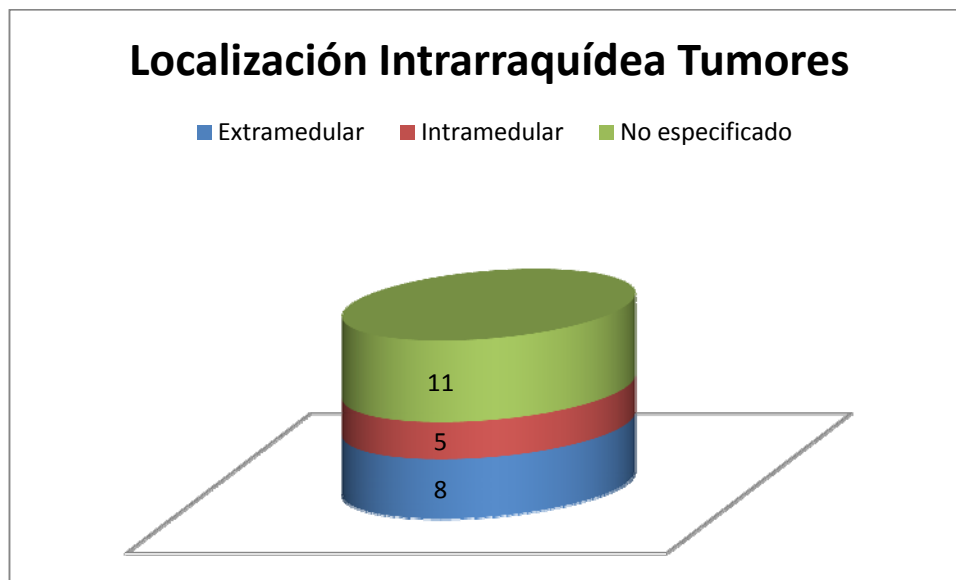 Localización Intrarraquídea Tumores
Extramedular Intramedular No especificado
11
5
8